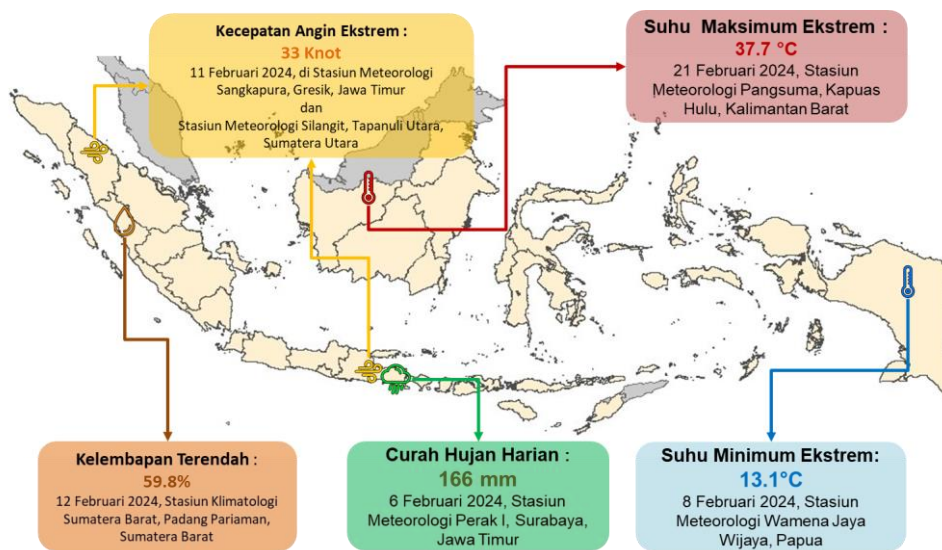 Kecepatan Angin Ekstrem :
33 Knot
11 Februari 2024, di Stasiun Meteorologi
Sangkapura, Gresik, Jawa Timur
dan
Stasiun Meteorologi Silangit, Tapanuli Utara,
Sumatera Utara
Suhu Maksimum Ekstrem :
37.7 °C
21 Februari 2024, Stasiun
Meteorologi Pangsuma, Kapuas
Hulu, Kalimantan Barat
Kelembapan Terendah :
59.8%
12 Februari 2024, Stasiun Klimatologi
Sumatera Barat, Padang Pariaman,
Sumatera Barat
Curah Hujan Harian :
166 mm
6 Februari 2024, Stasiun
Meteorologi Perak I, Surabaya,
Jawa Timur
Suhu Minimum Ekstrem:
13.1°C
8 Februari 2024, Stasiun
Meteorologi Wamena Jaya
Wijaya, Papua